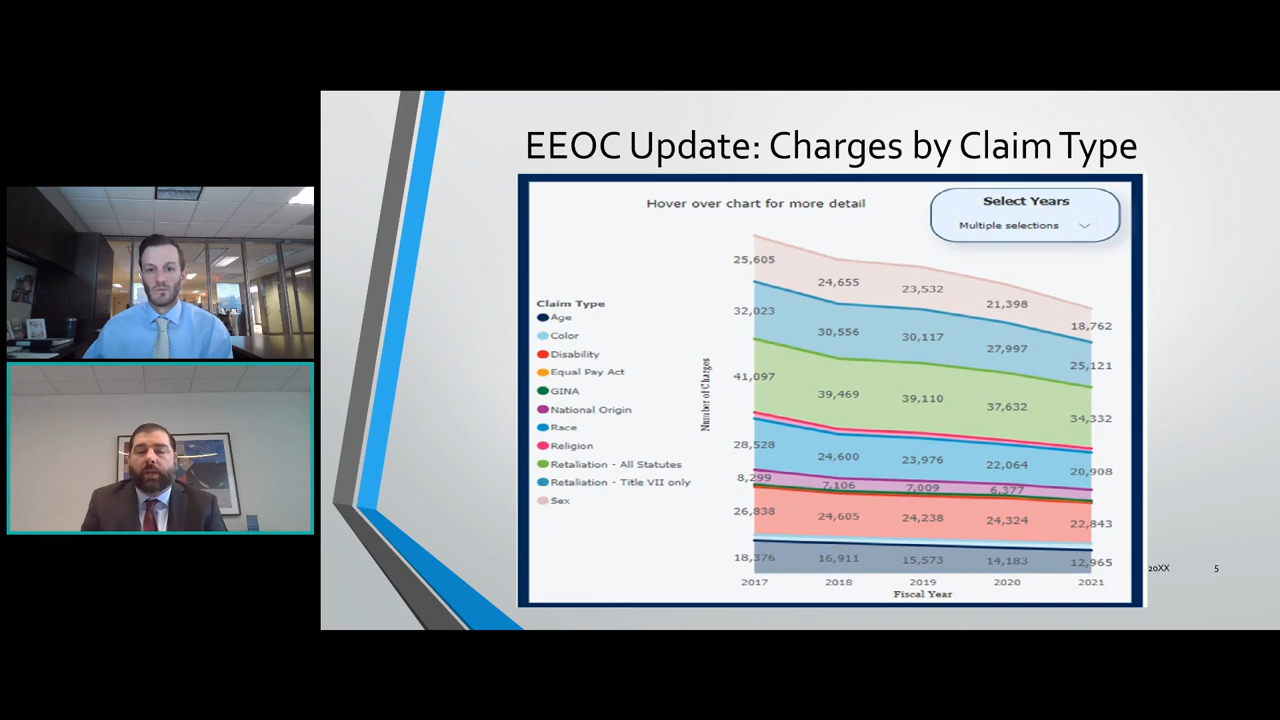 EEOC Update: Charges by Claim Type
Hover over chart for more detail
Select Years
Multiple selections
Claim Type
Age
Color
Disability
Equal Pay Act
GINA
National Origin
Race
Religion
Retaliation - All Statutes
Retaliation - Title VII only
Sex
Number of Charges
25,605 24,655 23,532 21,398 18,762
32,023 30,556 30,117 27,997 25,121
41,097 39,469 39,110 37,632 34,332
28,528 24,600 23,976 22,064 20,908
8,299 7,106 7,009 6,377
26,838 24,605 24,238 24,324 22,843
18,376 16,911 15,573 14,183 12,965
2017 2018 2019 2020 2021
Fiscal Year
20XX 5